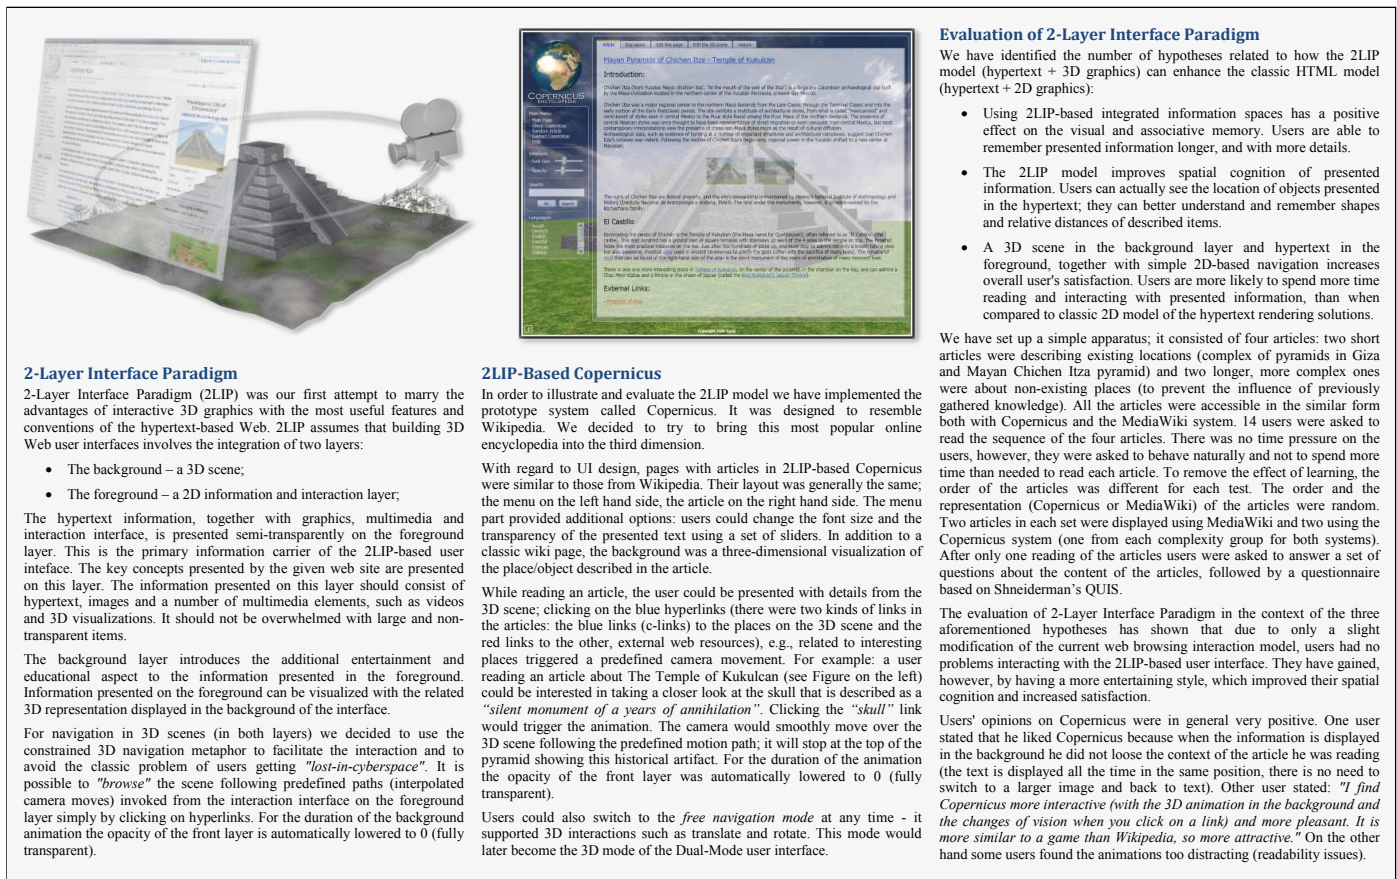 COPERNICUS
ENCYCLOPEDIA
Main Menu:
Search:
Languages:
Mayan Pyramids of Chichen Itza - Temple of Kukulcan
Introduction:
El Castillo
External Links:
2-Layer Interface Paradigm
2-Layer Interface Paradigm (2LIP) was our first attempt to marry the
advantages of interactive 3D graphics with the most useful features and
conventions of the hypertext-based Web. 2LIP assumes that building 3D
Web user interfaces involves the integration of two layers:
• The background – a 3D scene;
• The foreground – a 2D information and interaction layer;
The hypertext information, together with graphics, multimedia and
interaction interface, is presented semi-transparently on the foreground
layer. This is the primary information carrier of the 2LIP-based user
inteface. The key concepts presented by the given web site are presented
on this layer. The information presented on this layer should consist of
hypertext, images and a number of multimedia elements, such as videos
and 3D visualizations. It should not be overwhelmed with large and non-
transparent items.
The background layer introduces the additional entertainment and
educational aspect to the information presented in the foreground.
Information presented on the foreground can be visualized with the related
3D representation displayed in the background of the interface.
For navigation in 3D scenes (in both layers) we decided to use the
constrained 3D navigation metaphor to facilitate the interaction and to
avoid the classic problem of users getting "lost-in-cyberspace". It is
possible to "browse" the scene following predefined paths (interpolated
camera moves) invoked from the interaction interface on the foreground
layer simply by clicking on hyperlinks. For the duration of the background
animation the opacity of the front layer is automatically lowered to 0 (fully
transparent).
2LIP-Based Copernicus
In order to illustrate and evaluate the 2LIP model we have implemented the
prototype system called Copernicus. It was designed to resemble
Wikipedia. We decided to try to bring this most popular online
encyclopedia into the third dimension.
With regard to UI design, pages with articles in 2LIP-based Copernicus
were similar to those from Wikipedia. Their layout was generally the same;
the menu on the left hand side, the article on the right hand side. The menu
part provided additional options: users could change the font size and the
transparency of the presented text using a set of sliders. In addition to a
classic wiki page, the background was a three-dimensional visualization of
the place/object described in the article.
While reading an article, the user could be presented with details from the
3D scene; clicking on the blue hyperlinks (there were two kinds of links in
the articles: the blue links (c-links) to the places on the 3D scene and the
red links to the other, external web resources), e.g., related to interesting
places triggered a predefined camera movement. For example: a user
reading an article about The Temple of Kukulcan (see Figure on the left)
could be interested in taking a closer look at the skull that is described as a
“silent monument of a years of annihilation”. Clicking the “skull” link
would trigger the animation. The camera would smoothly move over the
3D scene following the predefined motion path; it will stop at the top of the
pyramid showing this historical artifact. For the duration of the animation
the opacity of the front layer was automatically lowered to 0 (fully
transparent).
Users could also switch to the free navigation mode at any time - it
supported 3D interactions such as translate and rotate. This mode would
later become the 3D mode of the Dual-Mode user interface.
Evaluation of 2-Layer Interface Paradigm
We have identified the number of hypotheses related to how the 2LIP
model (hypertext + 3D graphics) can enhance the classic HTML model
(hypertext + 2D graphics):
• Using 2LIP-based integrated information spaces has a positive
effect on the visual and associative memory. Users are able to
remember presented information longer, and with more details.
• The 2LIP model improves spatial cognition of presented
information. Users can actually see the location of objects presented
in the hypertext; they can better understand and remember shapes
and relative distances of described items.
• A 3D scene in the background layer and hypertext in the
foreground, together with simple 2D-based navigation increases
overall user's satisfaction. Users are more likely to spend more time
reading and interacting with presented information, than when
compared to classic 2D model of the hypertext rendering solutions.
We have set up a simple apparatus; it consisted of four articles: two short
articles were describing existing locations (complex of pyramids in Giza
and Mayan Chichen Itza pyramid) and two longer, more complex ones
were about non-existing places (to prevent the influence of previously
gathered knowledge). All the articles were accessible in the similar form
both with Copernicus and the MediaWiki system. 14 users were asked to
read the sequence of the four articles. There was no time pressure on the
users, however, they were asked to behave naturally and not to spend more
time than needed to read each article. To remove the effect of learning, the
order of the articles was different for each test. The order and the
representation (Copernicus or MediaWiki) of the articles were random.
Two articles in each set were displayed using MediaWiki and two using the
Copernicus system (one from each complexity group for both systems).
After only one reading of the articles users were asked to answer a set of
questions about the content of the articles, followed by a questionnaire
based on Shneiderman’s QUIS.
The evaluation of 2-Layer Interface Paradigm in the context of the three
aforementioned hypotheses has shown that due to only a slight
modification of the current web browsing interaction model, users had no
problems interacting with the 2LIP-based user interface. They have gained,
however, by having a more entertaining style, which improved their spatial
cognition and increased satisfaction.
Users' opinions on Copernicus were in general very positive. One user
stated that he liked Copernicus because when the information is displayed
in the background he did not loose the context of the article he was reading
(the text is displayed all the time in the same position, there is no need to
switch to a larger image and back to text). Other user stated: "I find
Copernicus more interactive (with the 3D animation in the background and
the changes of vision when you click on a link) and more pleasant. It is
more similar to a game than Wikipedia, so more attractive." On the other
hand some users found the animations too distracting (readability issues).